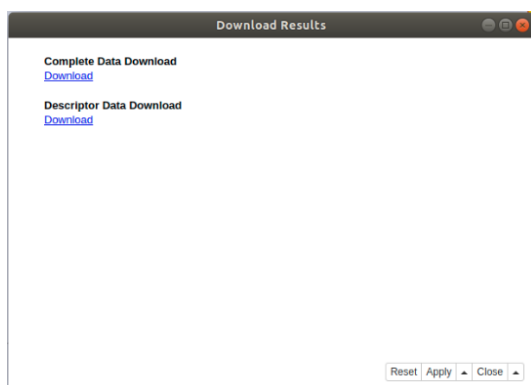 Download Results
Complete Data Download
Download
Descriptor Data Download
Download
Reset Apply Close